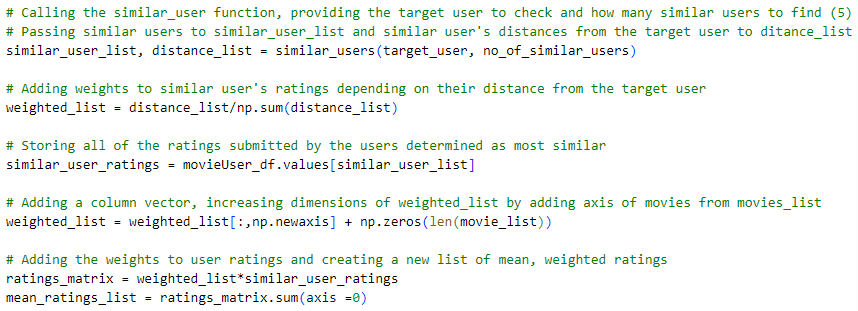 # Calling the similar_user function, providing the target user to check and how many similar users to find (5)
# Passing similar users to similar_user_list and similar user's distances from the target user to ditance_list
similar_user_list, distance_list = similar_users(target_user, no_of_similar_users)
# Adding weights to similar user's ratings depending on their distance from the target user
weighted_list = distance_list/np.sum(distance_list)
# Storing all of the ratings submitted by the users determined as most similar
similar_user_ratings = movieUser_df.values[similar_user_list]
# Adding a column vector, increasing dimensions of weighted_list by adding axis of movies from movies_list
weighted_list = weighted_list[:,np.newaxis] + np.zeros(len(movie_list))
# Adding the weights to user ratings and creating a new list of mean, weighted ratings
ratings_matrix = weighted_list*similar_user_ratings
mean_ratings_list = ratings_matrix.sum(axis =0)